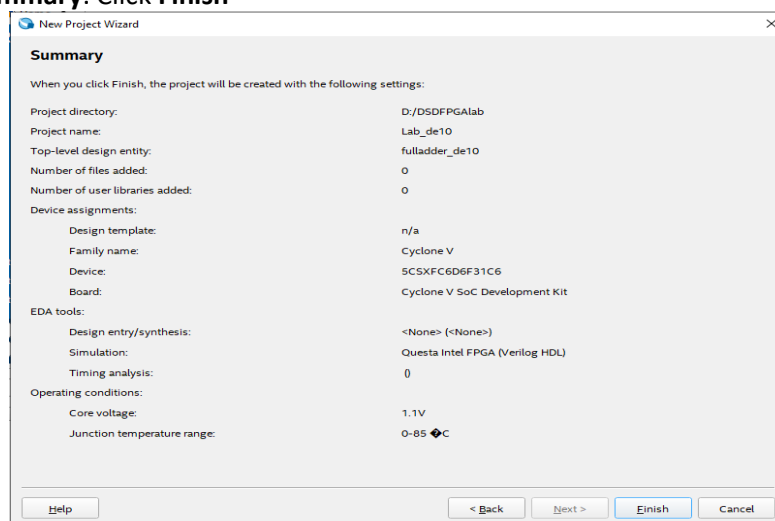 mmary. Click Finish
New Project Wizard
Summary
When you click Finish, the project will be created with the following settings:
Project directory: D:/DSDFPGAlab
Project name: Lab_de10
Top-level design entity: fulladder_de10
Number of files added: 0
Number of user libraries added: 0
Device assignments:
Design template: n/a
Family name: Cyclone V
Device: 5CSXFC6D6F31C6
Board: Cyclone V SoC Development Kit
EDA tools:
Design entry/synthesis: <None> (<None>)
Simulation: Questa Intel FPGA (Verilog HDL)
Timing analysis: ()
Operating conditions:
Core voltage: 1.1V
Junction temperature range: 0-85 �C
Help < Back Next > Finish Cancel